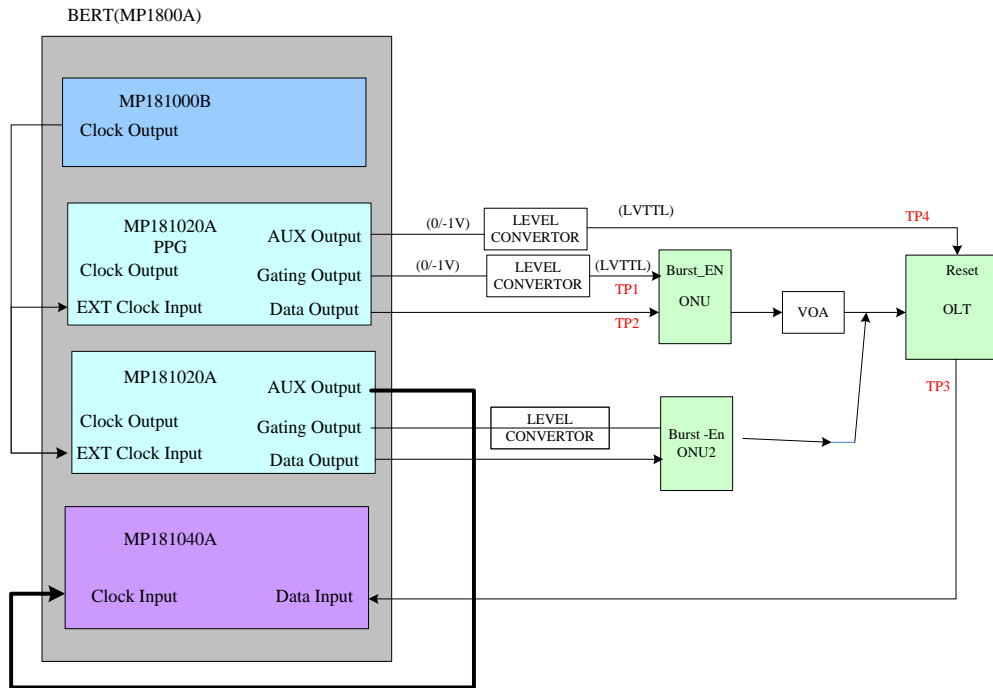 BERT(MP1800A)
MP181000B
Clock Output
MP181020A
PPG
AUX Output
Clock Output
Gating Output
EXT Clock Input
Data Output
(0/-1V)
LEVEL
CONVERTOR
(LVTTL)
TP4
(0/-1V)
LEVEL
CONVERTOR
(LVTTL)
TP1
TP2
Burst_EN
ONU
VOA
Reset
OLT
TP3
MP181020A
AUX Output
Clock Output
Gating Output
EXT Clock Input
Data Output
LEVEL
CONVERTOR
Burst -En
ONU2
MP181040A
Clock Input
Data Input